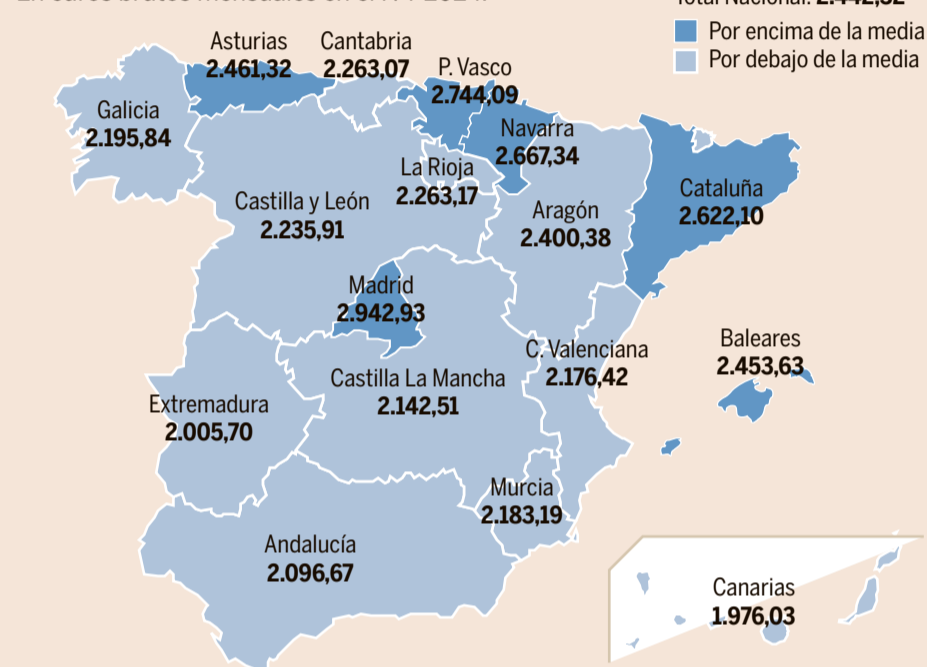 Total Nacional:
Por encima de la media
Por debajo de la media
Asturias
2.461,32
Cantabria
2.263,07
P. Vasco
2.744,09
Galicia
2.195,84
Navarra
2.667,34
La Rioja
2.263,17
Castilla y León
2.235,91
Aragón
2.400,38
Cataluña
2.622,10
Madrid
2.942,93
C. Valenciana
2.176,42
Baleares
2.453,63
Castilla La Mancha
2.142,51
Extremadura
2.005,70
Murcia
2.183,19
Andalucía
2.096,67
Canarias
1.976,03